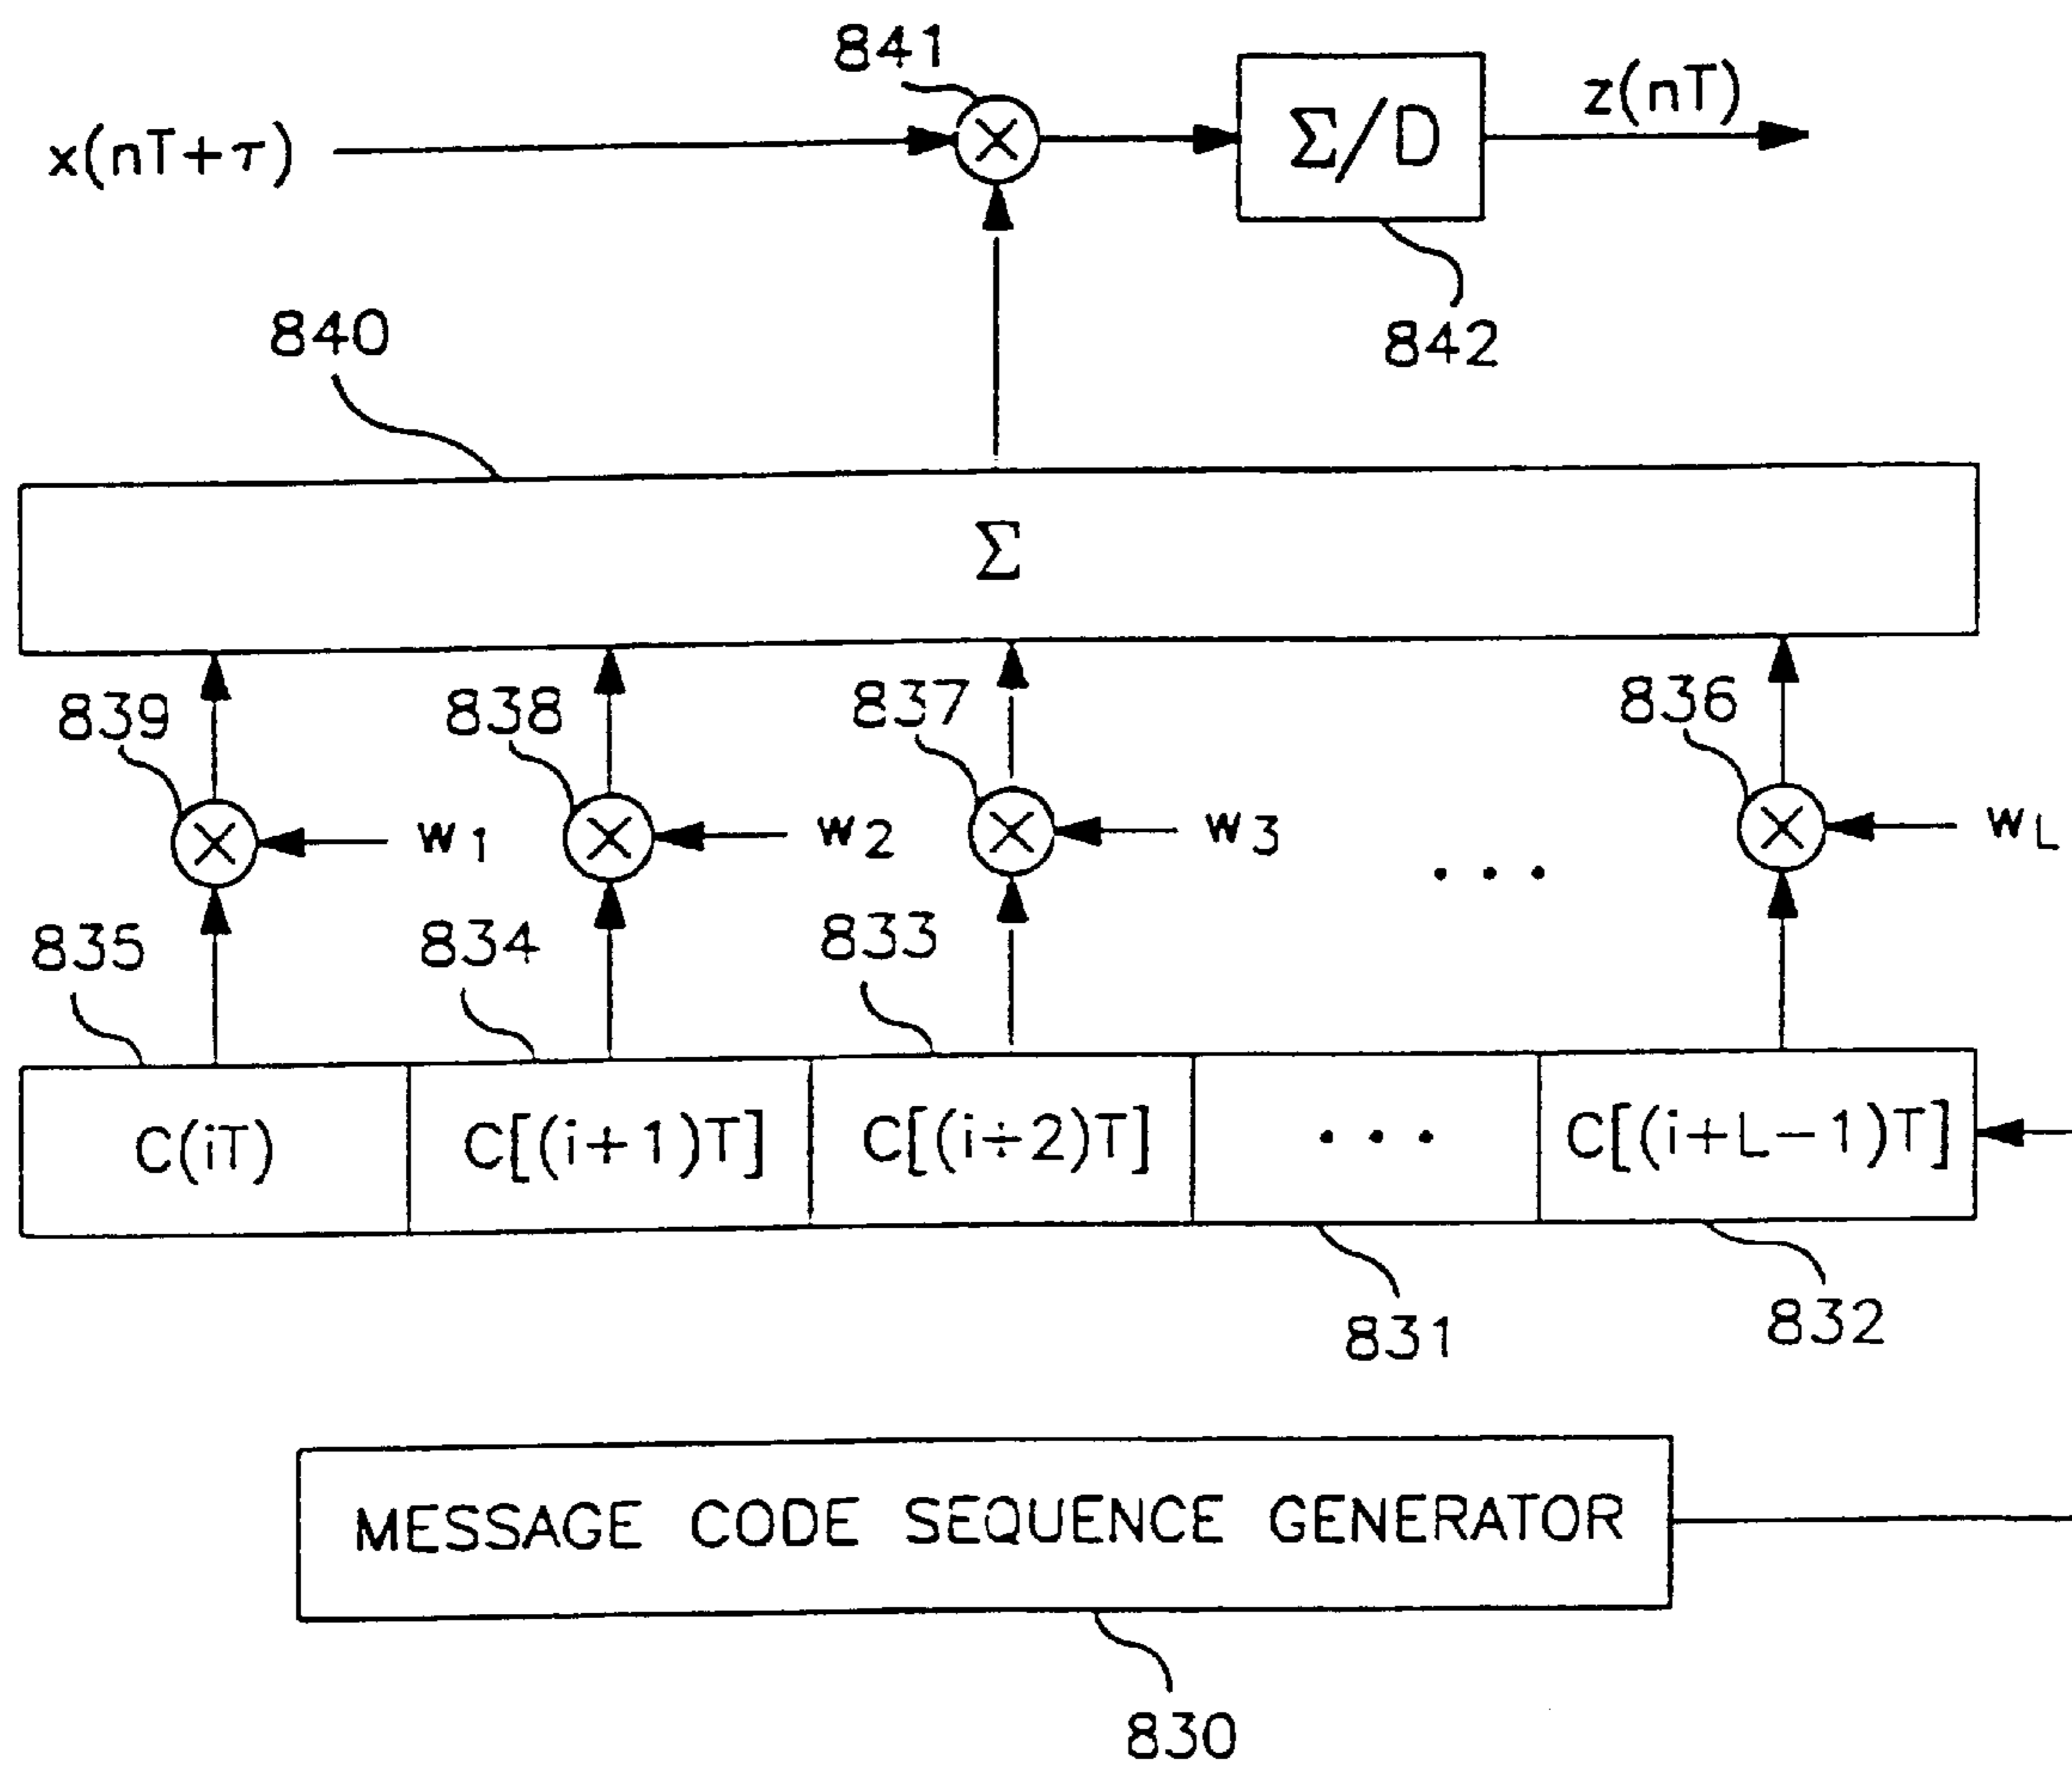 841
x(nT+τ)
Σ/D
z(nT)
842
840
Σ
839
838
837
836
w1
w2
w3
...
wL
835
834
833
C(iT)
C[(i+1)T]
C[(i÷2)T]
...
C[(i+L−1)T]
831
832
MESSAGE CODE SEQUENCE GENERATOR
830